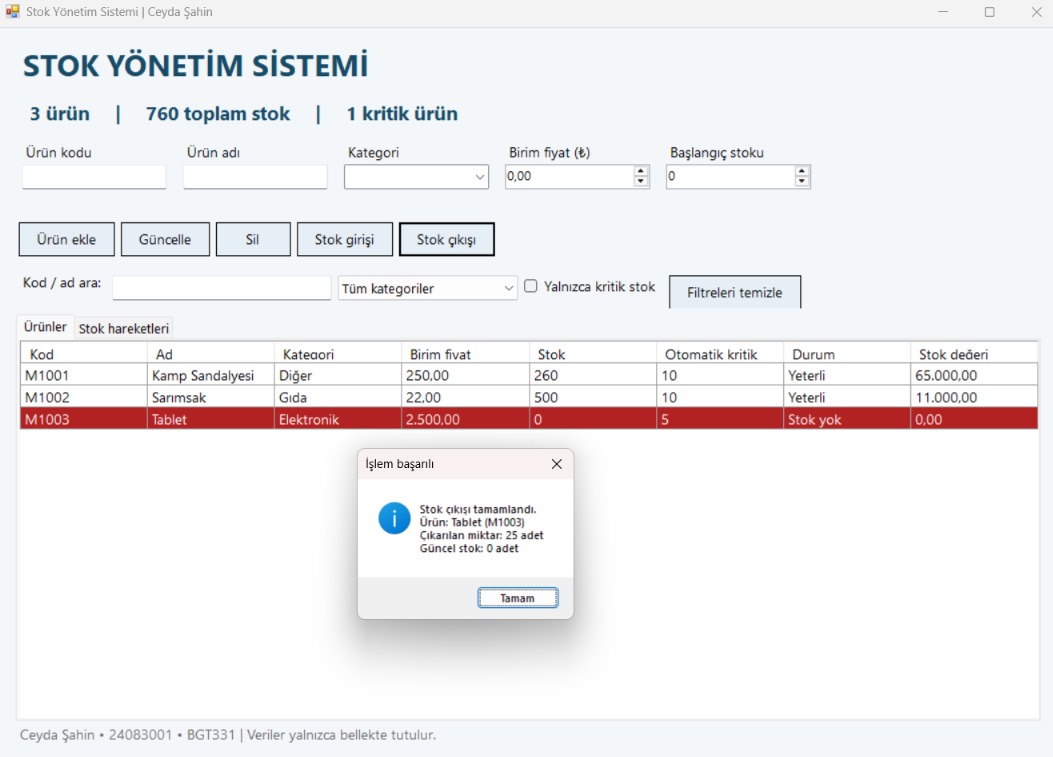 Stok Yönetim Sistemi | Ceyda Şahin
STOK YÖNETİM SİSTEMİ
3 ürün | 760 toplam stok | 1 kritik ürün
Ürün kodu Ürün adı Kategori Birim fiyat (₺) Başlangıç stoku
0,00 0
Ürün ekle Güncelle Sil Stok girişi Stok çıkışı
Kod / ad ara: Tüm kategoriler Yalnızca kritik stok Filtreleri temizle
Ürünler Stok hareketleri
Kod Ad Kategori Birim fiyat Stok Otomatik kritik Durum Stok değeri
M1001 Kamp Sandalyesi Diğer 250,00 260 10 Yeterli 65.000,00
M1002 Sarımsak Gıda 22,00 500 10 Yeterli 11.000,00
M1003 Tablet Elektronik 2.500,00 0 5 Stok yok 0,00
İşlem başarılı
Stok çıkışı tamamlandı.
Ürün: Tablet (M1003)
Çıkarılan miktar: 25 adet
Güncel stok: 0 adet
Tamam
Ceyda Şahin • 24083001 • BGT331 | Veriler yalnızca bellekte tutulur.